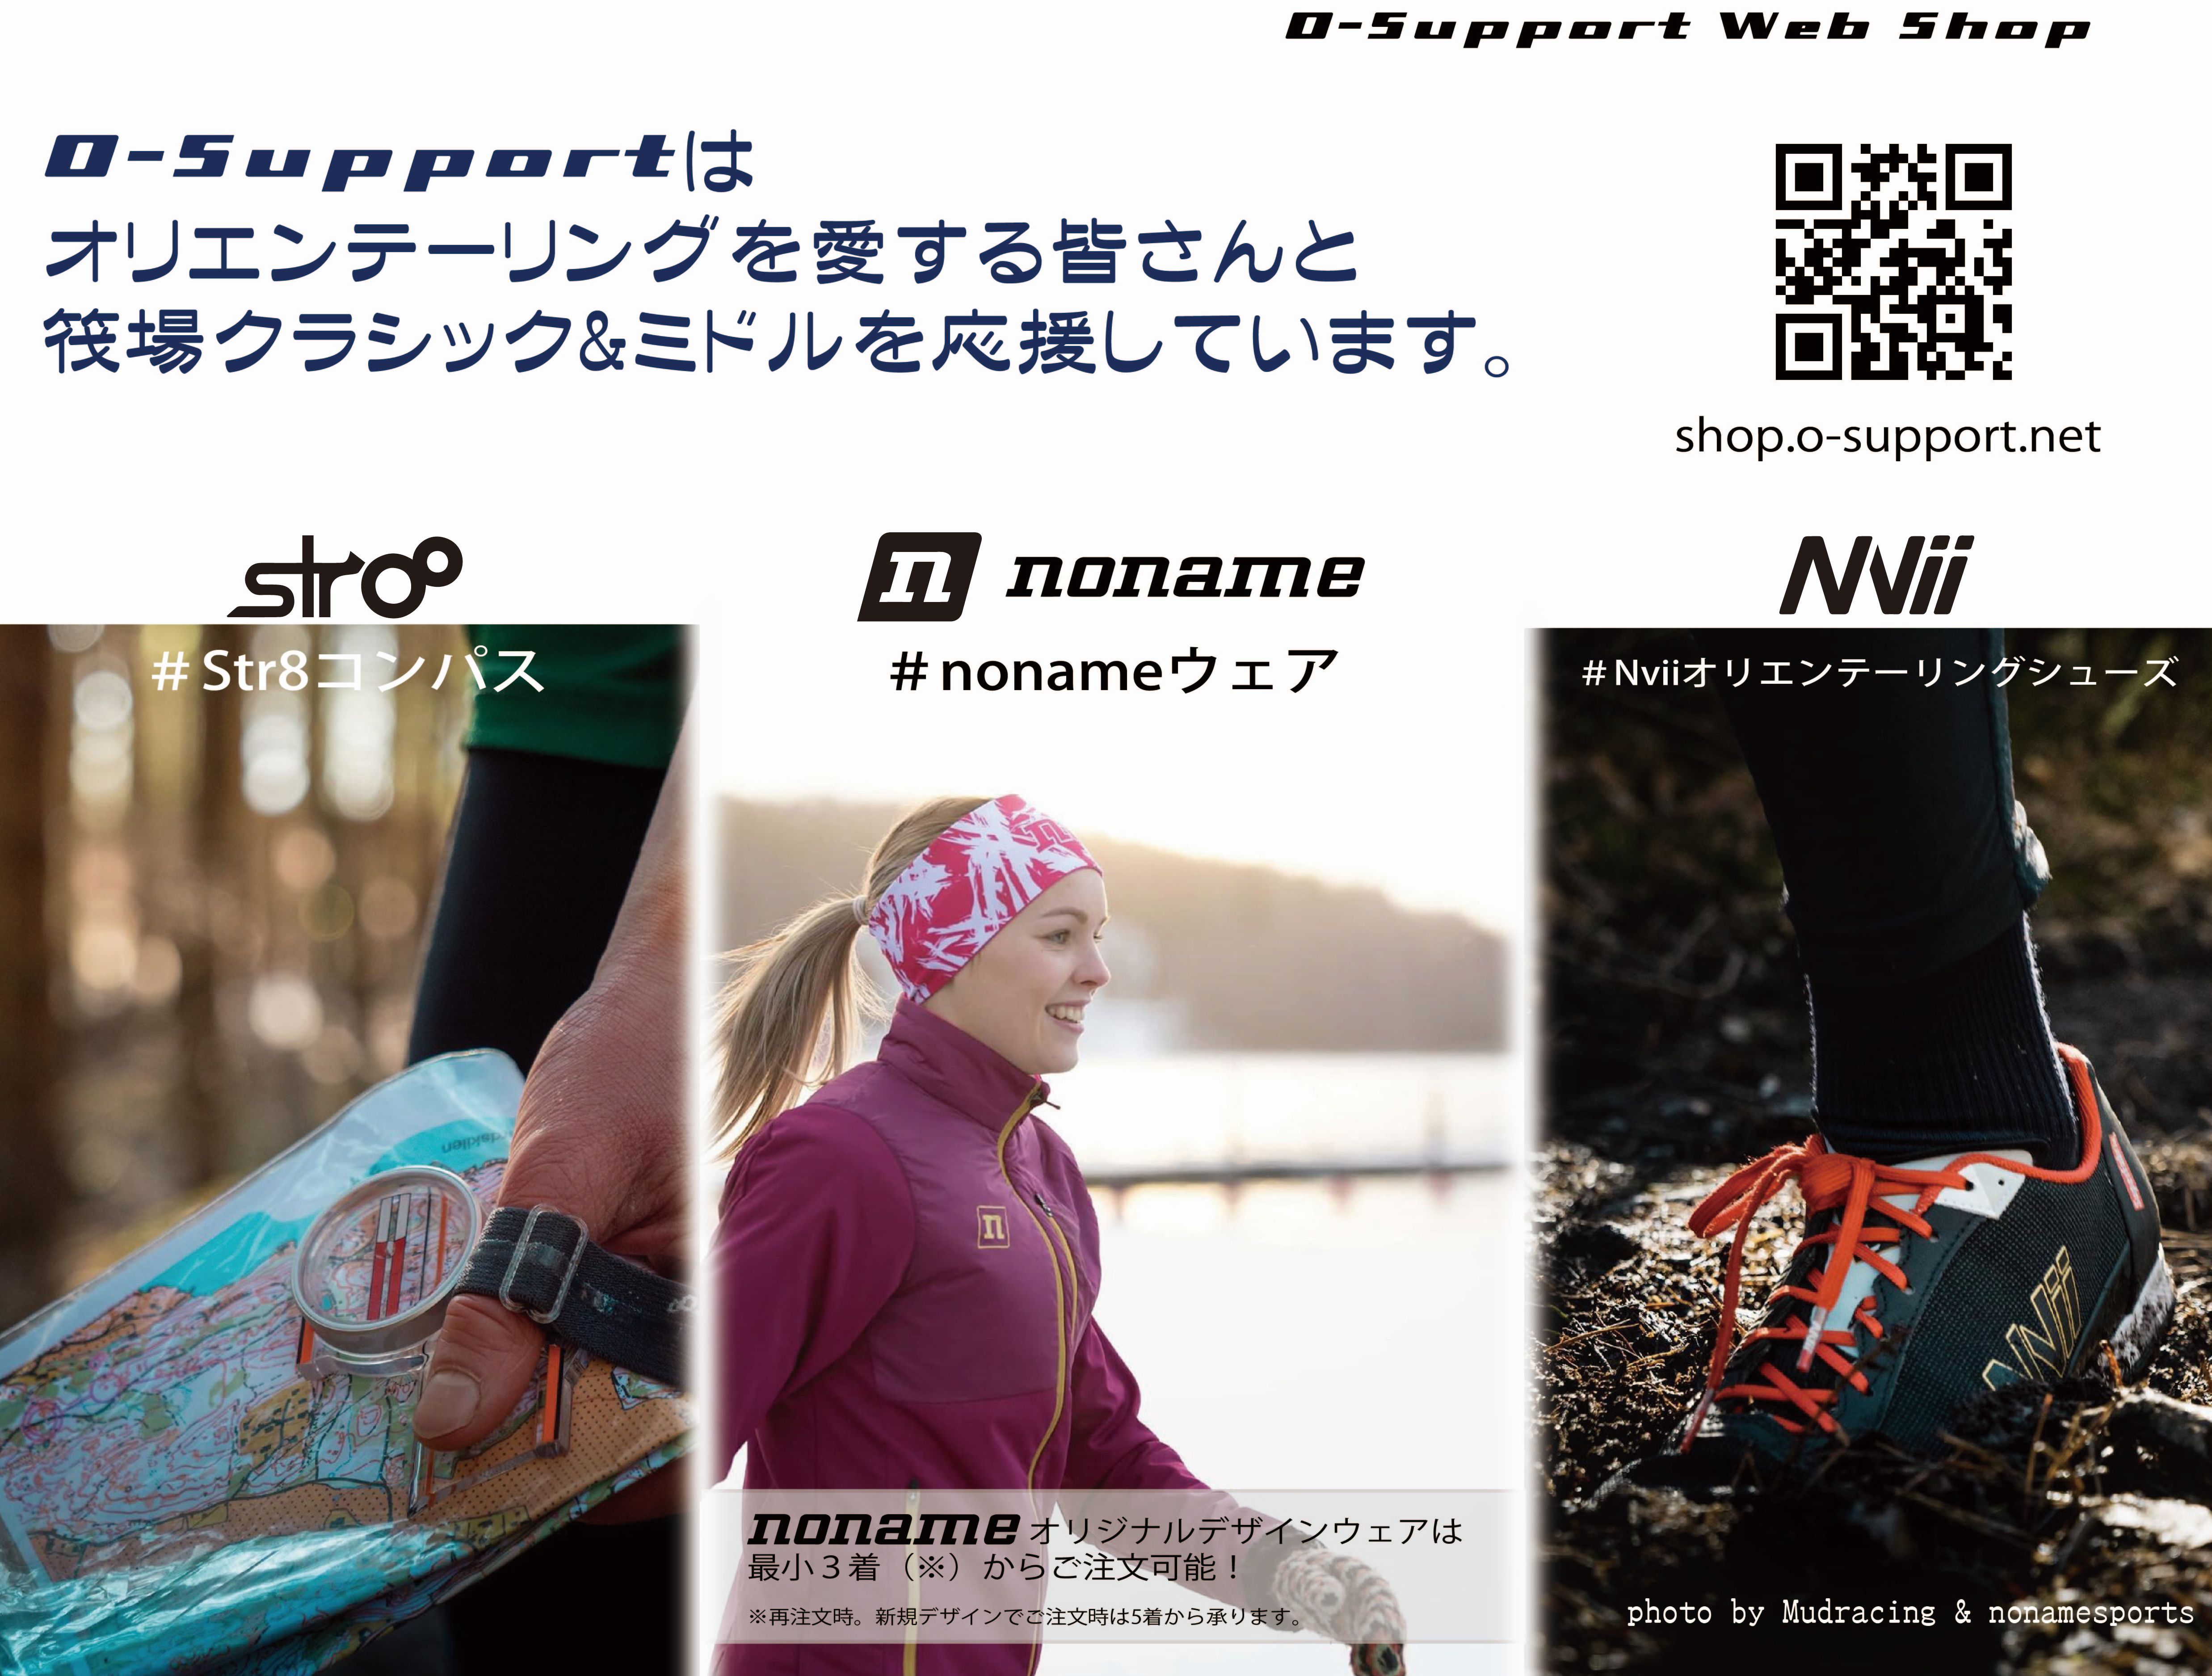 O-Support Web Shop
O-Supportは
オリエンテーリングを愛する皆さんと
筏場クラシック&ミドルを応援しています。
shop.o-support.net
str8
n noname
NVii
#Str8コンパス
#nonameウェア
#Nviiオリエンテーリングシューズ
n
NVii
noname オリジナルデザインウェアは
最小３着（※）からご注文可能！
※再注文時。新規デザインでご注文時は5着から承ります。
photo by Mudracing & nonamesports